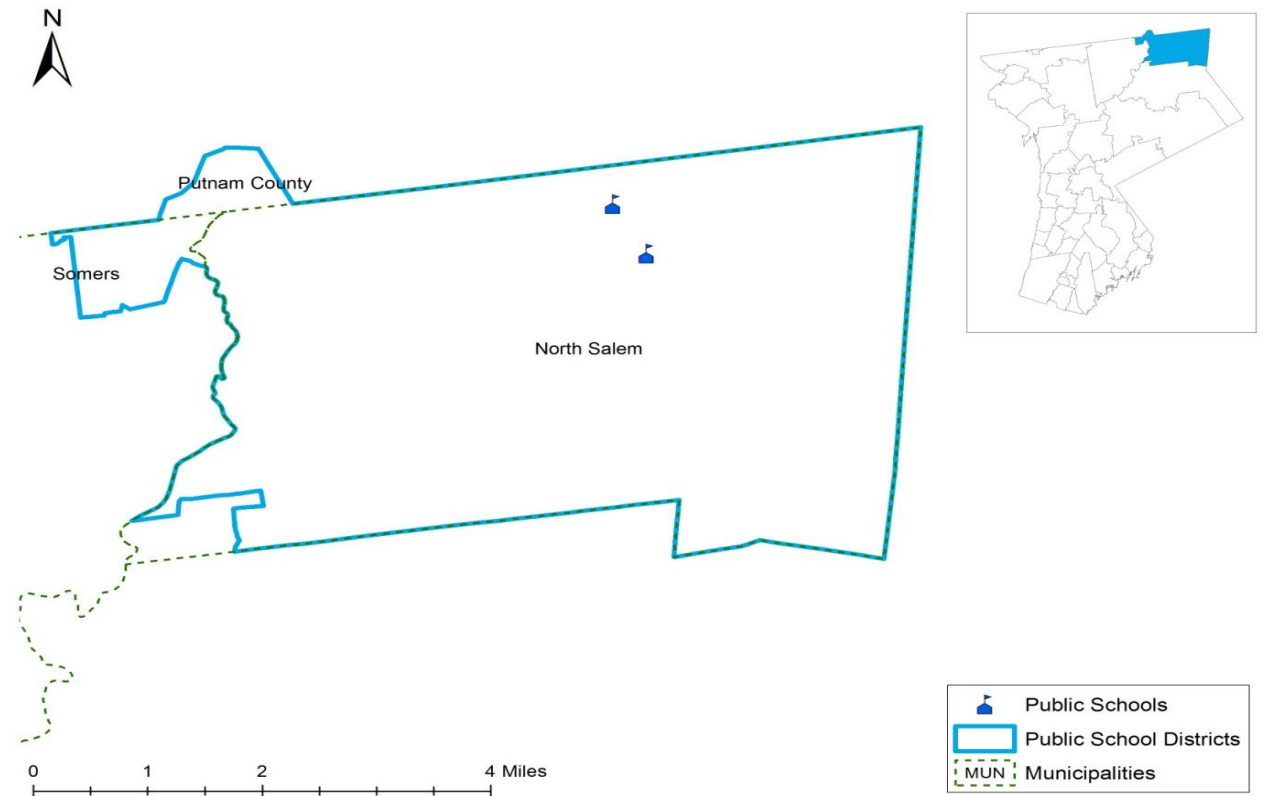 N
Putnam County
Somers
North Salem
Public Schools
Public School Districts
MUN Municipalities
0 1 2 4 Miles